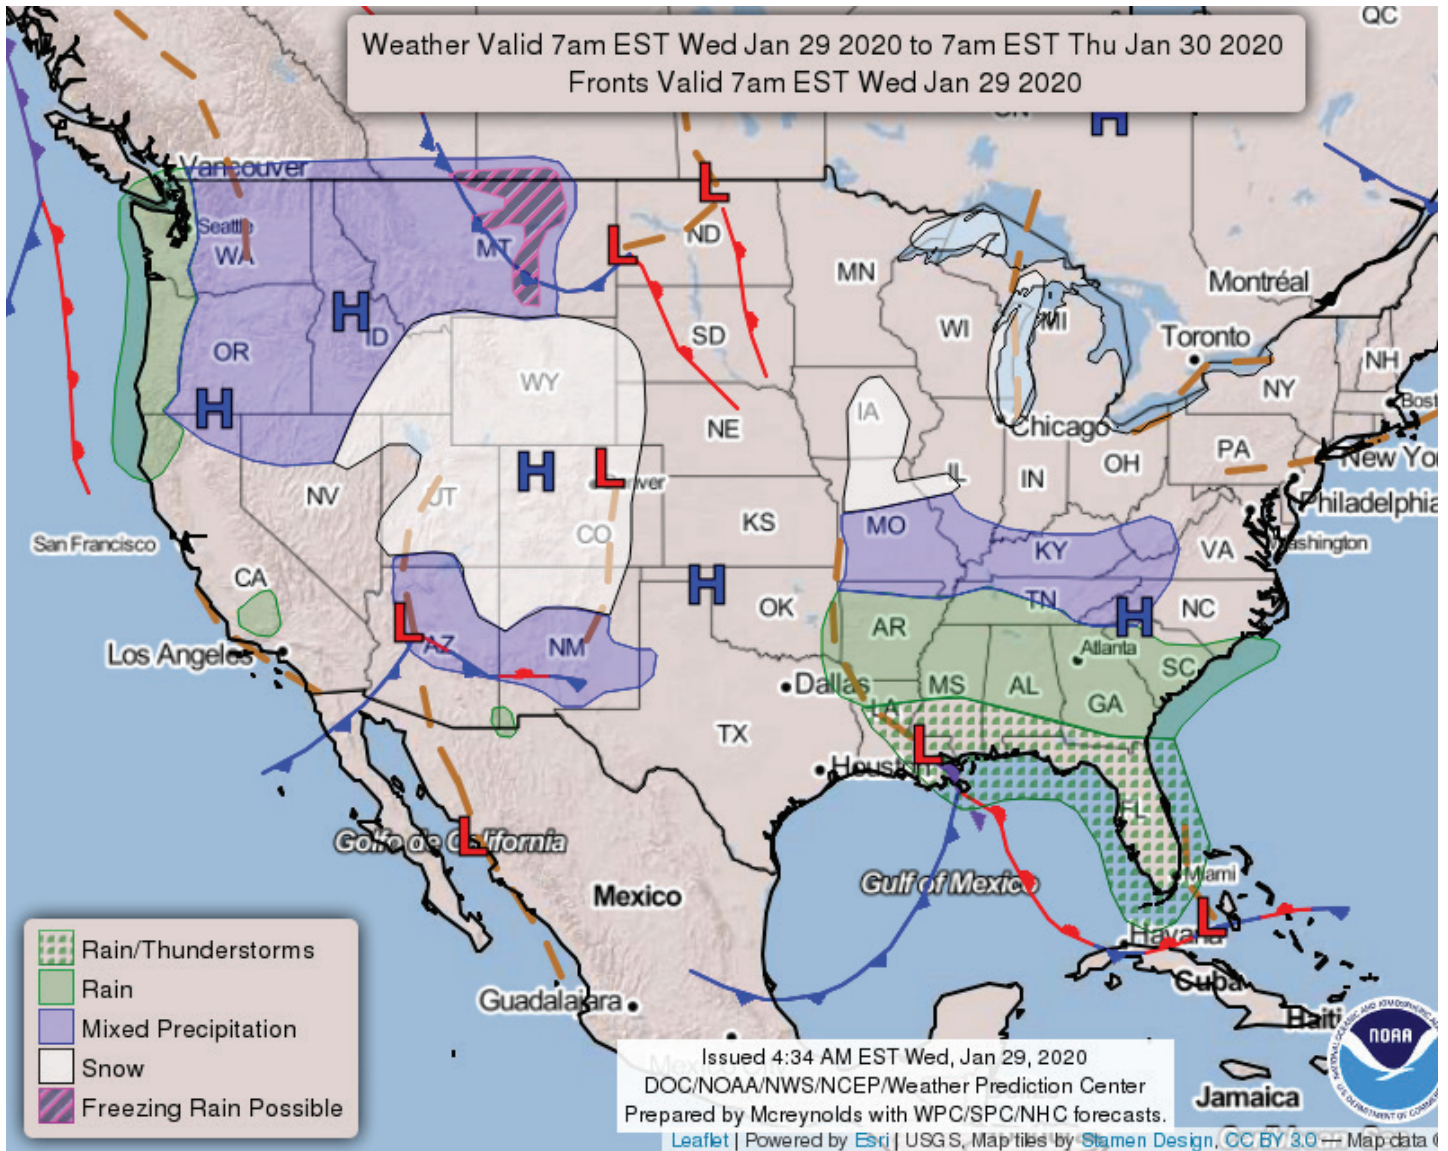 QC
Weather Valid 7am EST Wed Jan 29 2020 to 7am EST Thu Jan 30 2020
Fronts Valid 7am EST Wed Jan 29 2020
H
Vancouver
L
Seattle
WA
MT
L
ND
MN
Montréal
H
ID
OR
SD
WI
MI
Toronto
NH
WY
H
IA
NY
NE
Chicago
PA
OH
New Yo
NV
UT
H
L
IL
IN
Philadelphia
San Francisco
CO
KS
MO
KY
VA
CA
H
OK
TN
H
NC
Los Angeles
L
AZ
NM
AR
Atlanta
SC
Dallas
MS
AL
GA
LA
TX
L
Houston
FL
Golfo de California
L
Mexico
Gulf of Mexico
Miami
L
Havana
Cuba
Guadalajara
Haiti
Jamaica
Rain/Thunderstorms
Rain
Mixed Precipitation
Snow
Freezing Rain Possible
Issued 4:34 AM EST Wed, Jan 29, 2020
DOC/NOAA/NWS/NCEP/Weather Prediction Center
Prepared by Mcreynolds with WPC/SPC/NHC forecasts.
NOAA
Leaflet | Powered by Esri | USGS, Map tiles by Stamen Design, CC BY 3.0 — Map data ©